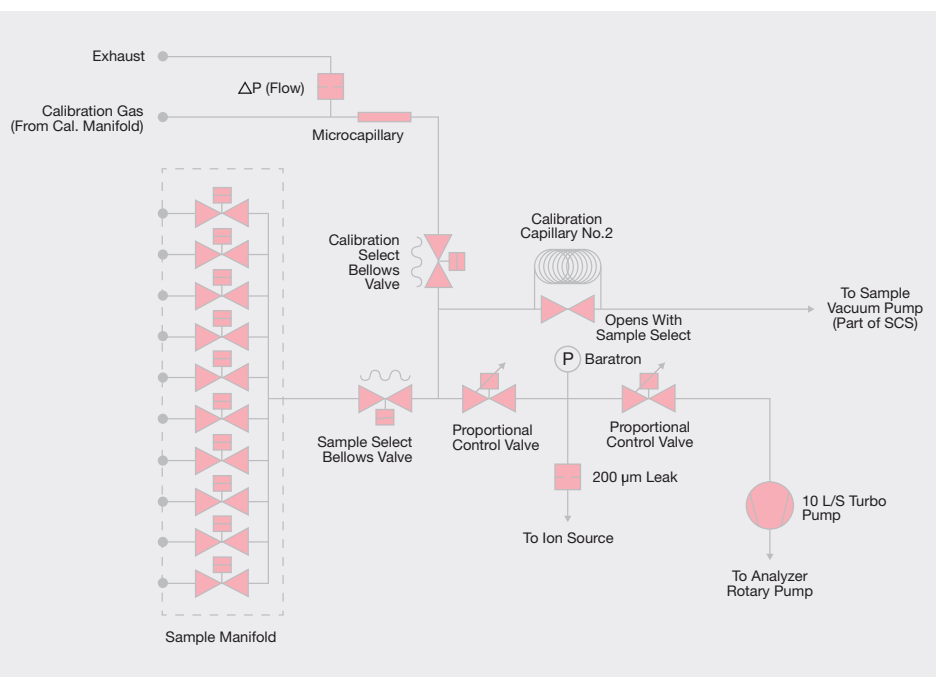 Exhaust
△P (Flow)
Calibration Gas
(From Cal. Manifold)
Microcapillary
Calibration
Select
Bellows
Valve
Calibration
Capillary No.2
To Sample
Vacuum Pump
(Part of SCS)
Opens With
Sample Select
P
Baratron
Sample Select
Bellows Valve
Proportional
Control Valve
Proportional
Control Valve
200 µm Leak
10 L/S Turbo
Pump
To Ion Source
To Analyzer
Rotary Pump
Sample Manifold